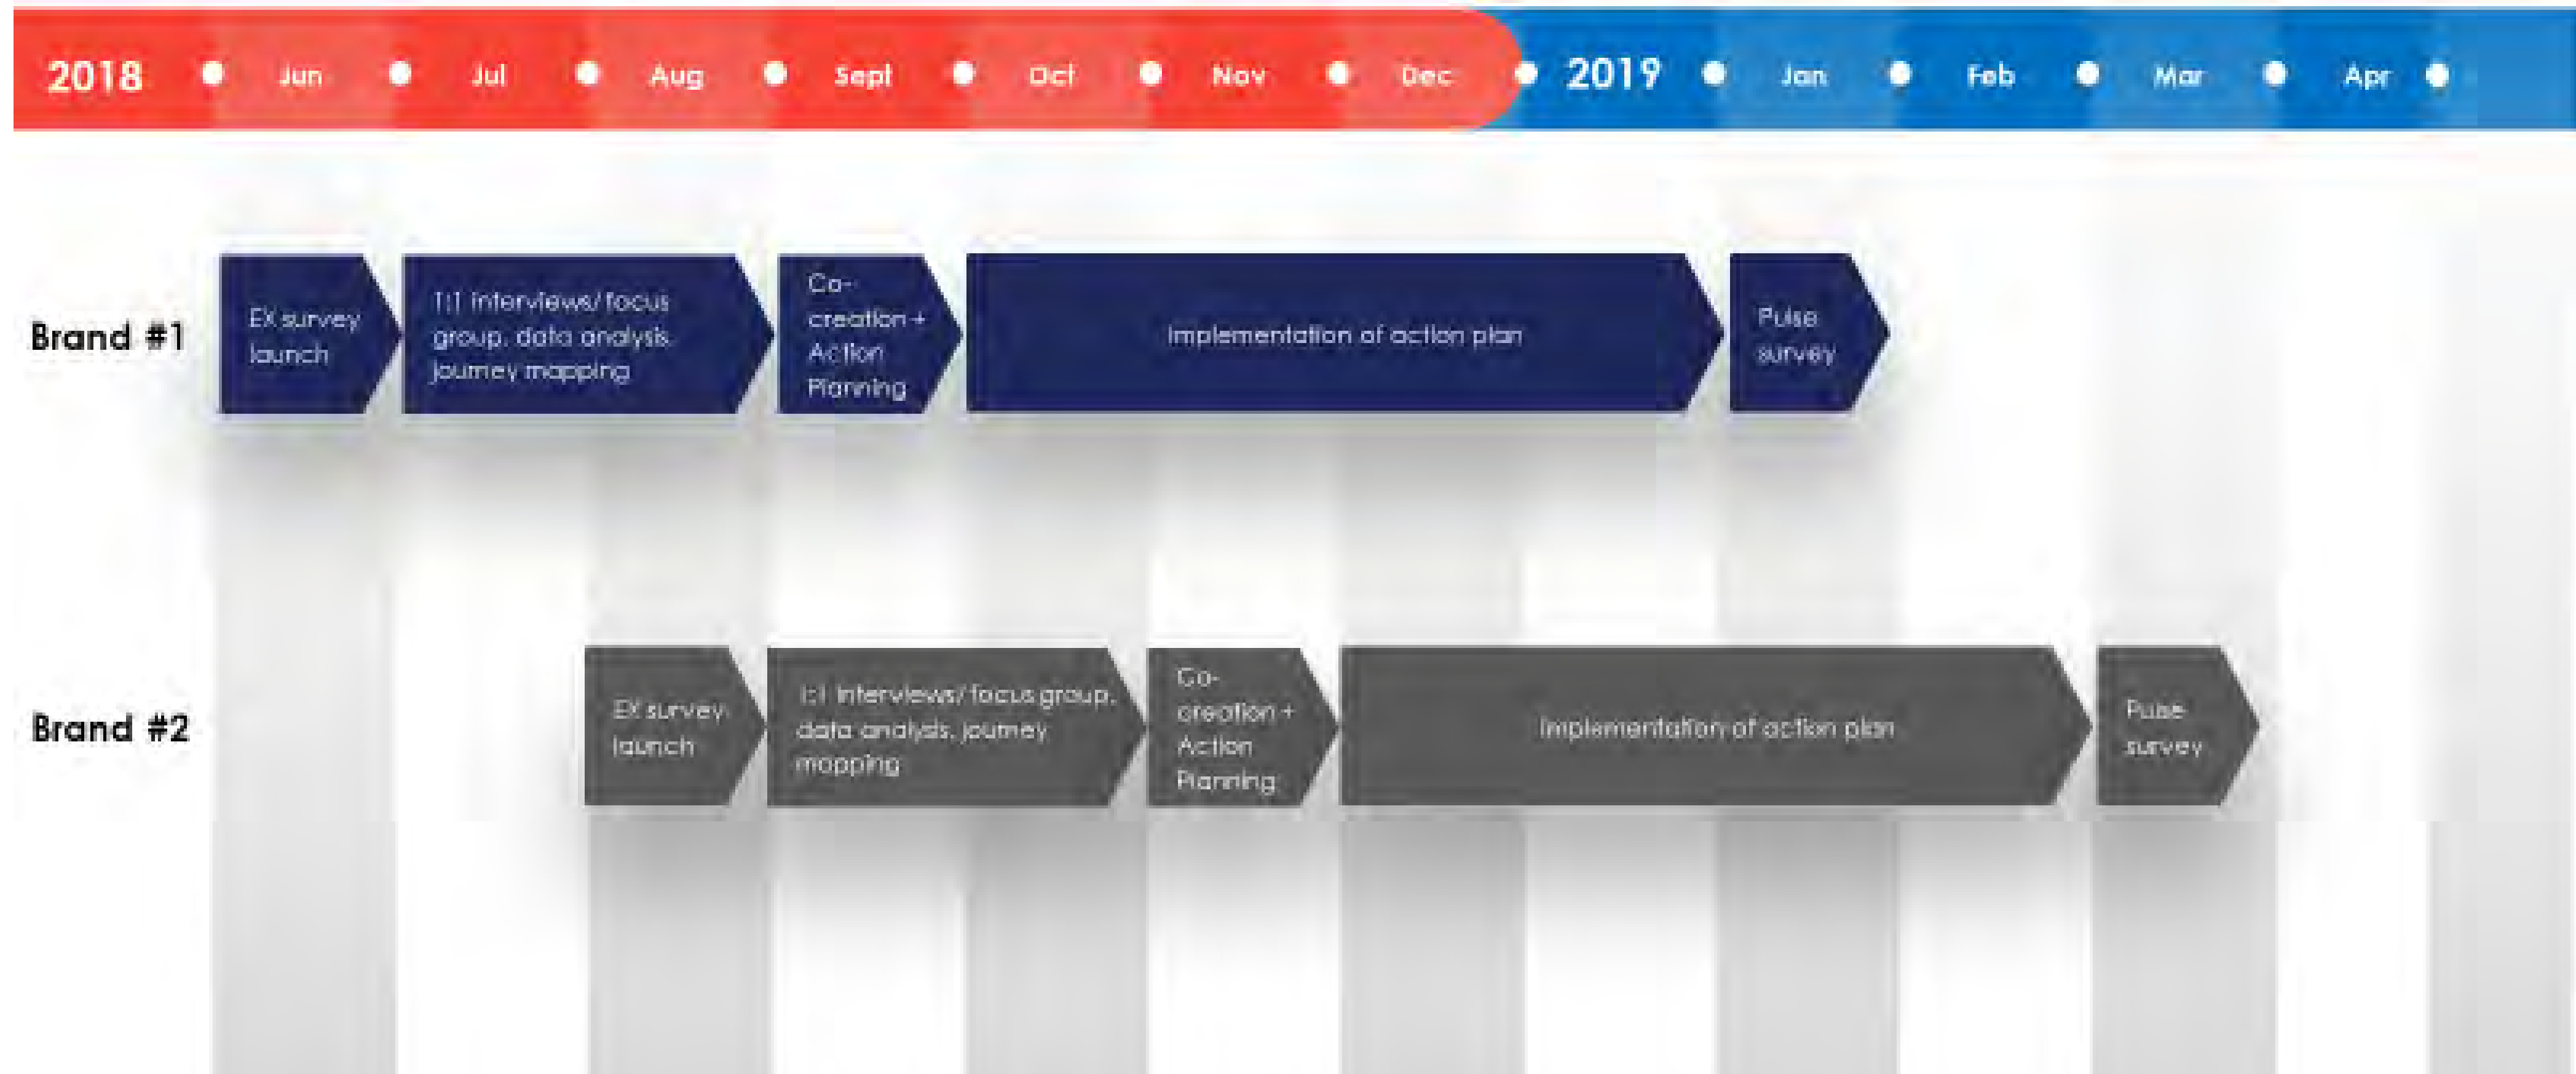 2018 Jun Jul Aug Sept Oct Nov Dec 2019 Jan Feb Mar Apr
Brand #1
EX survey
launch
1:1 interviews/focus
group, data analysis,
journey mapping
Co-
creation +
Action
Planning
Implementation of action plan
Pulse
survey
Brand #2
EX survey
launch
1:1 interviews/focus group,
data analysis, journey
mapping
Co-
creation +
Action
Planning
Implementation of action plan
Pulse
survey